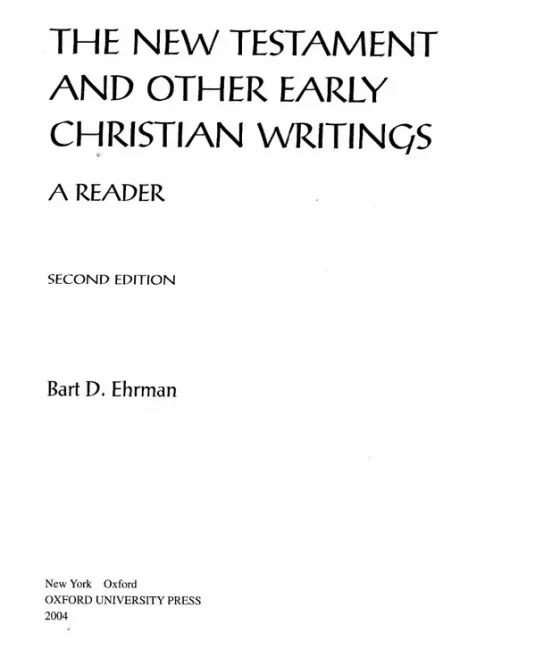 THE NEW TESTAMENT
AND OTHER EARLY
CHRISTIAN WRITINGS
A READER
SECOND EDITION
Bart D. Ehrman
New York Oxford
OXFORD UNIVERSITY PRESS
2004